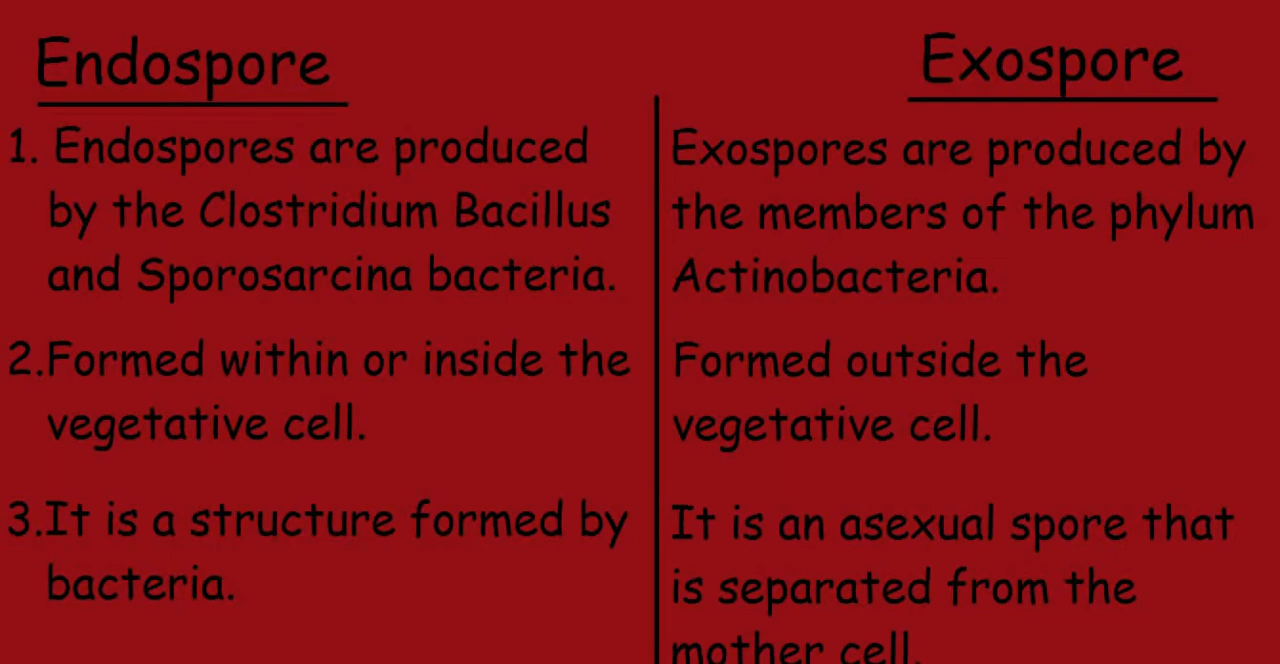 Endospore
1. Endospores are produced
by the Clostridium Bacillus
and Sporosarcina bacteria.
2.Formed within or inside the
vegetative cell.
3.It is a structure formed by
bacteria.
Exospore
Exospores are produced by
the members of the phylum
Actinobacteria.
Formed outside the
vegetative cell.
It is an asexual spore that
is separated from the
mother cell.